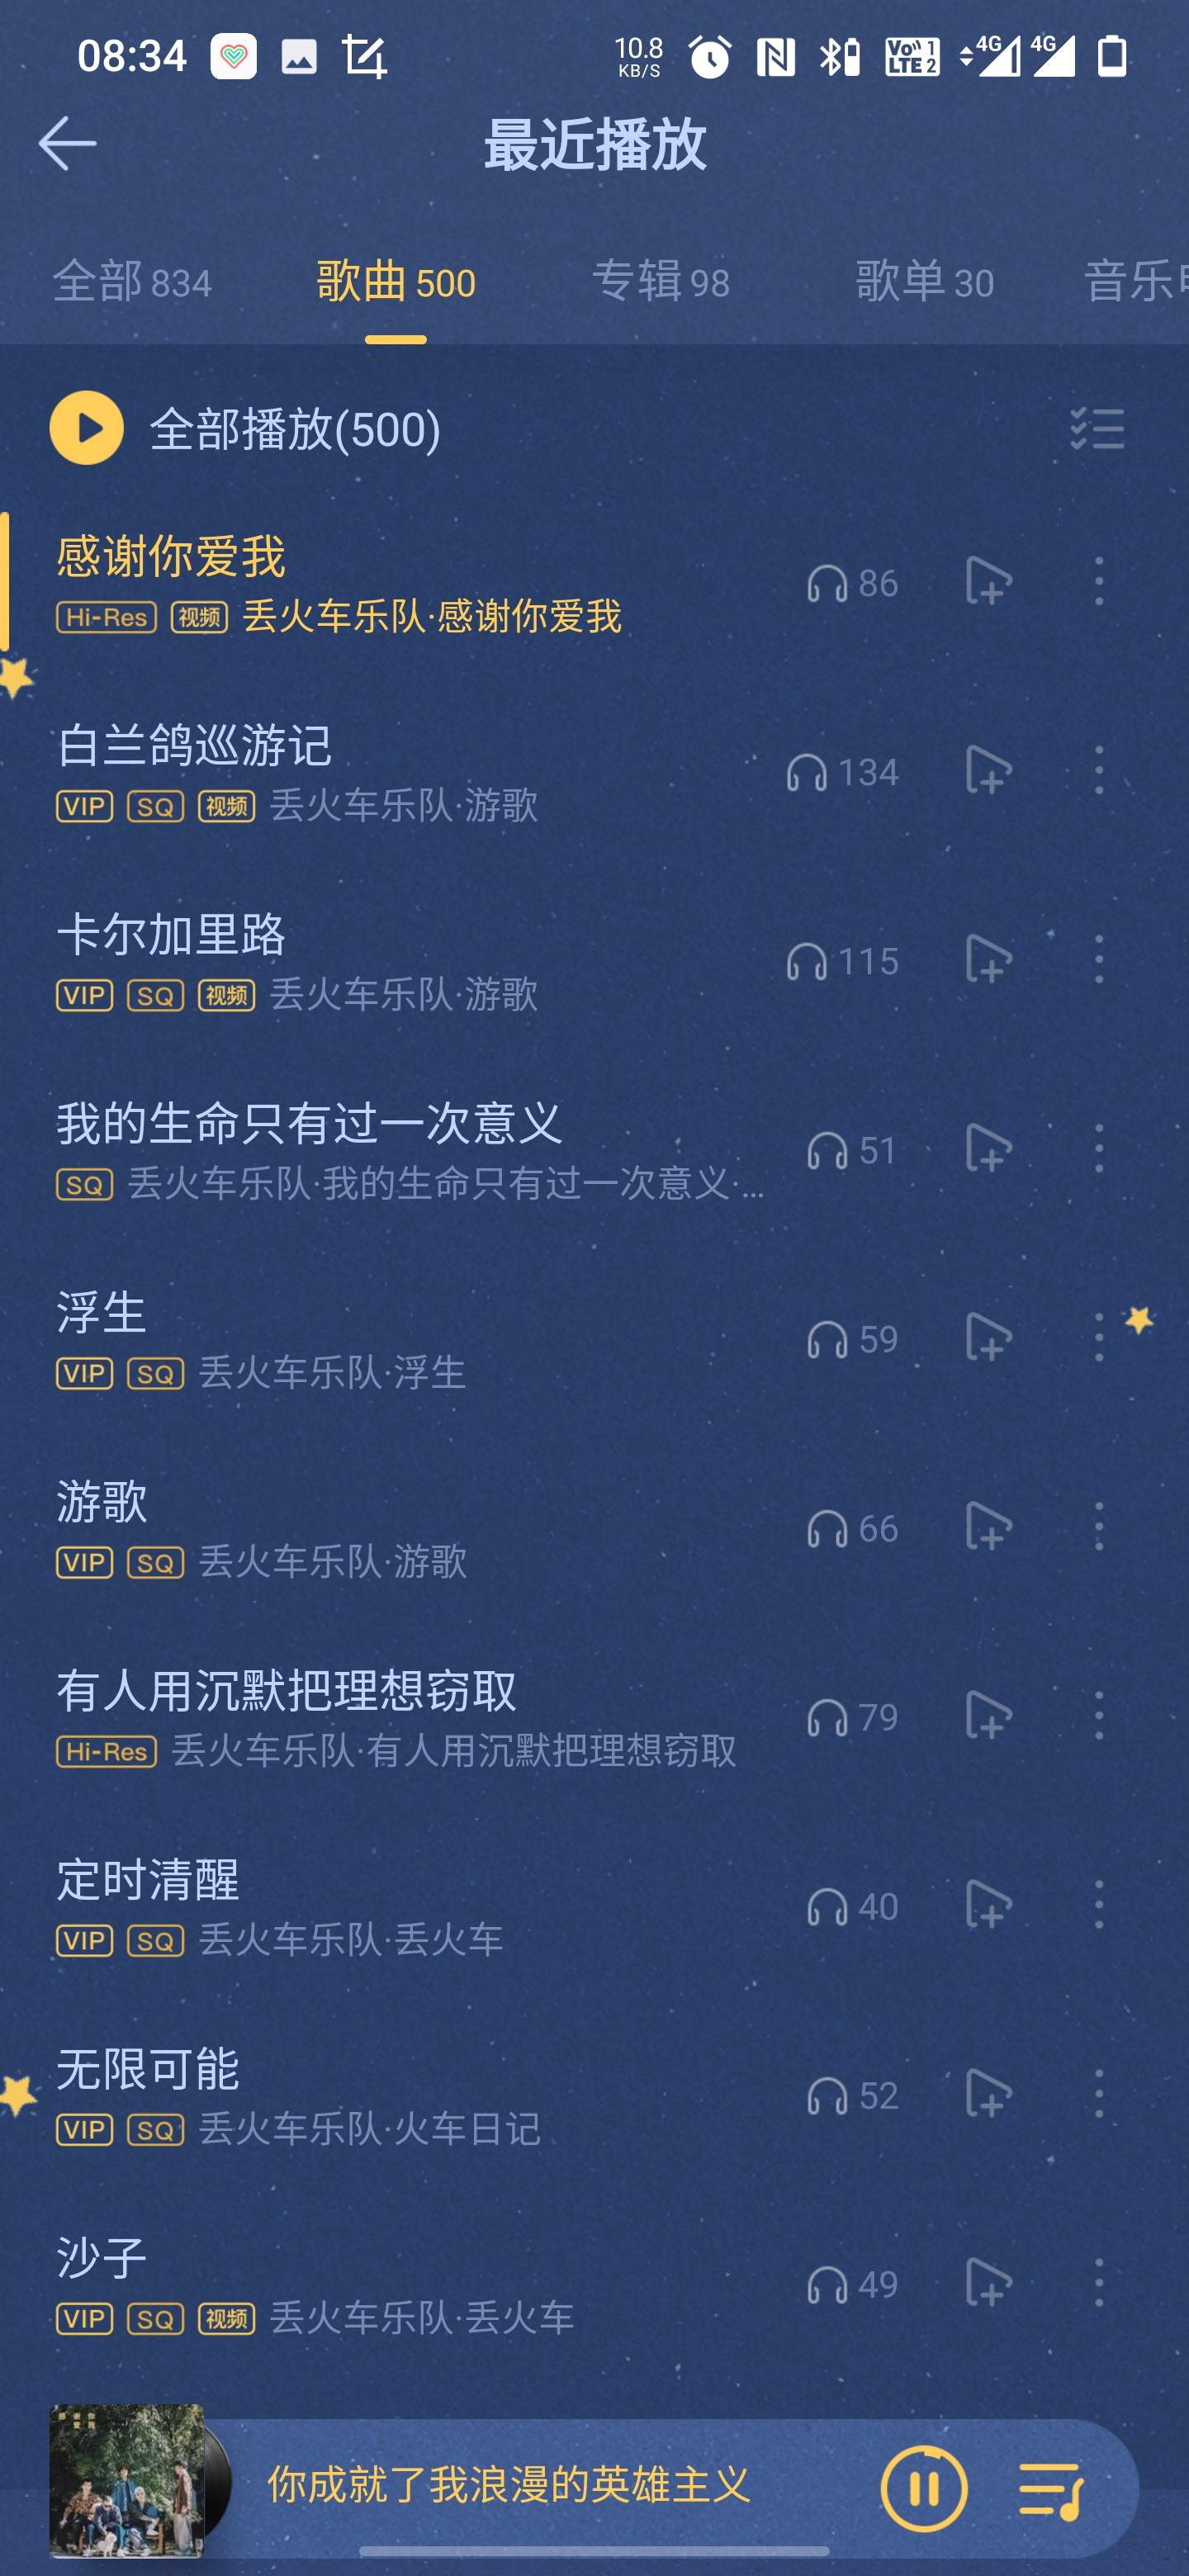 08:34
10.8 KB/S
Vo 1 LTE 2 4G 4G
最近播放
全部 834 歌曲 500 专辑 98 歌单 30 音乐
全部播放(500)
感谢你爱我
86
Hi-Res 视频 丢火车乐队·感谢你爱我
白兰鸽巡游记
134
VIP SQ 视频 丢火车乐队·游歌
卡尔加里路
115
VIP SQ 视频 丢火车乐队·游歌
我的生命只有过一次意义
51
SQ 丢火车乐队·我的生命只有过一次意义·...
浮生
59
VIP SQ 丢火车乐队·浮生
游歌
66
VIP SQ 丢火车乐队·游歌
有人用沉默把理想窃取
79
Hi-Res 丢火车乐队·有人用沉默把理想窃取
定时清醒
40
VIP SQ 丢火车乐队·丢火车
无限可能
52
VIP SQ 丢火车乐队·火车日记
沙子
49
VIP SQ 视频 丢火车乐队·丢火车
感谢你
爱我
你成就了我浪漫的英雄主义